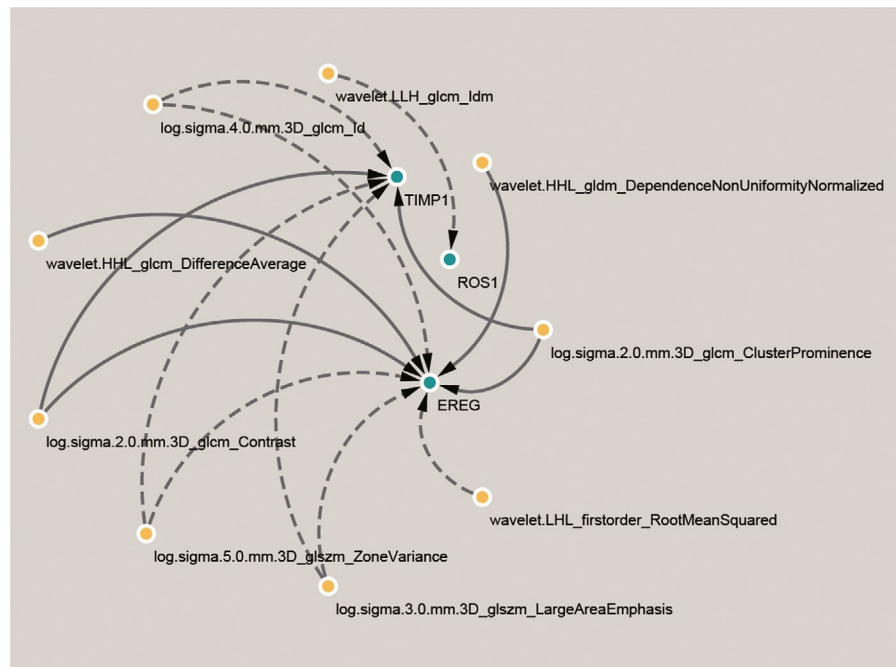 wavelet.LLH_glcm_Idm
log.sigma.4.0.mm.3D_glcm_Id
wavelet.HHL_gldm_DependenceNonUniformityNormalized
TIMP1
wavelet.HHL_glcm_DifferenceAverage
ROS1
log.sigma.2.0.mm.3D_glcm_ClusterProminence
EREG
log.sigma.2.0.mm.3D_glcm_Contrast
wavelet.LHL_firstorder_RootMeanSquared
log.sigma.5.0.mm.3D_glszm_ZoneVariance
log.sigma.3.0.mm.3D_glszm_LargeAreaEmphasis